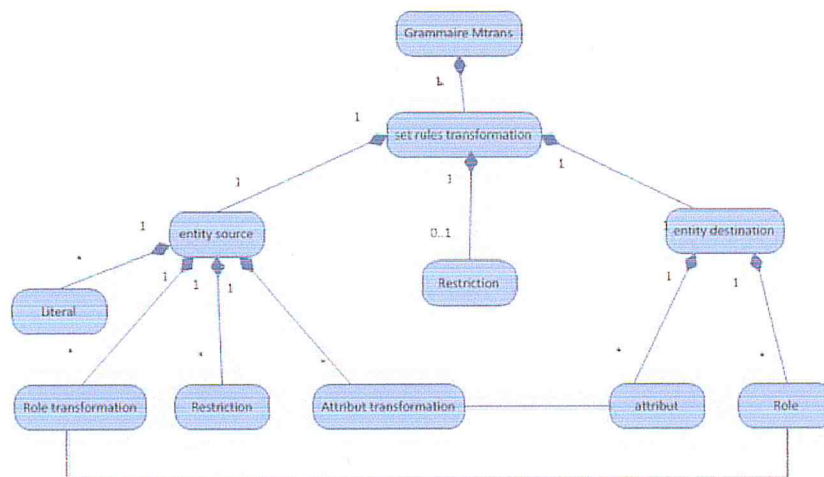 Grammaire Mtrans
1
set rules transformation
1
1
1
1
0..1
entity source
1
entity destination
1
*
1
1
1
1
1
Restriction
Literal
*
*
*
*
*
Role transformation
Restriction
Attribut transformation
attribut
Role